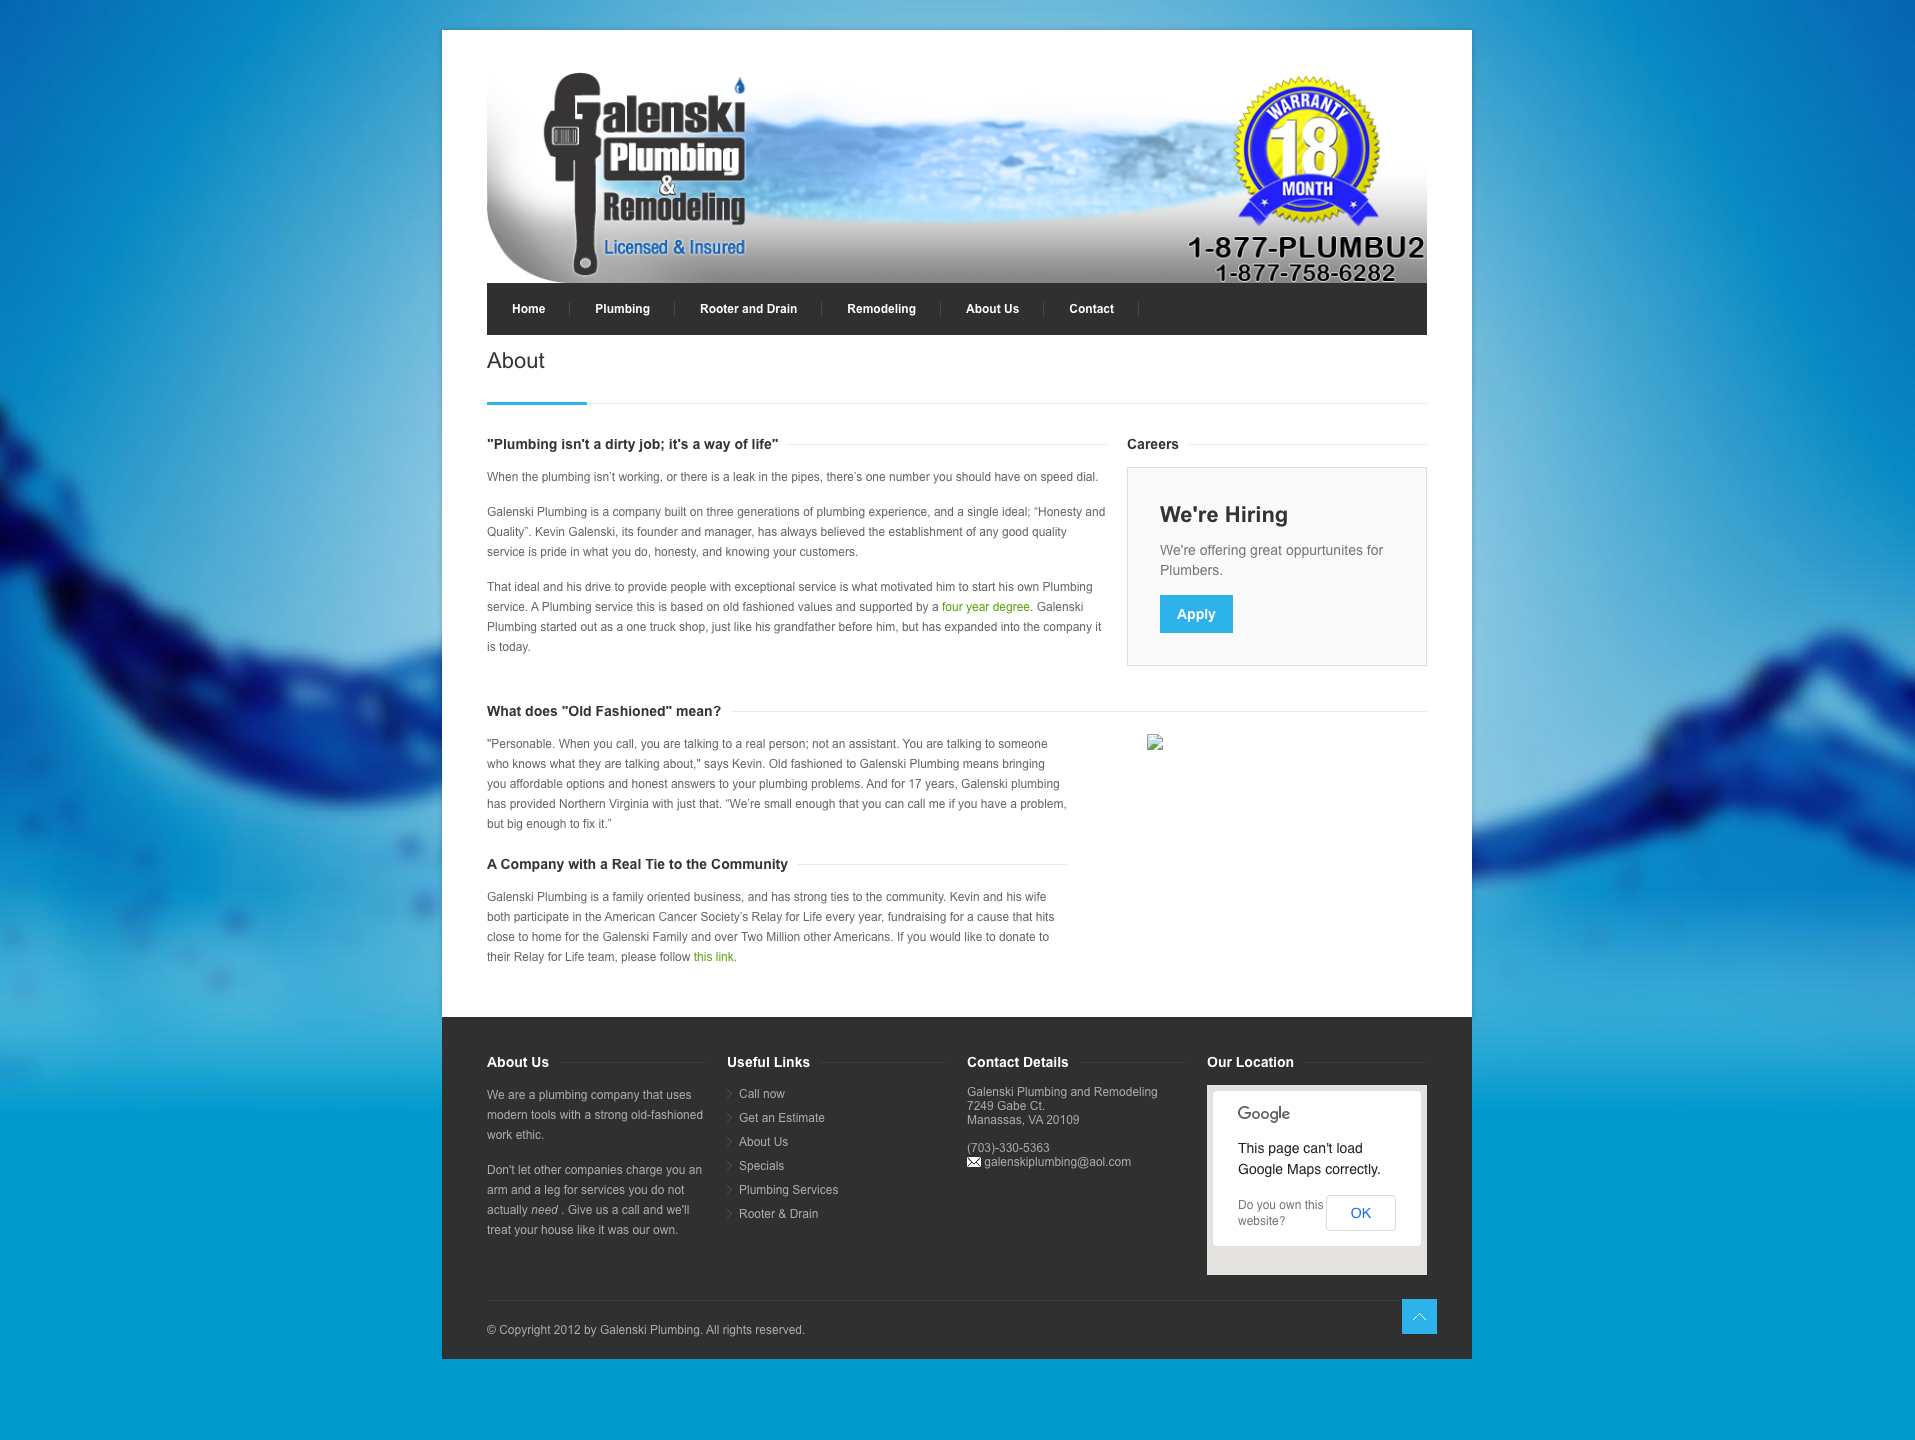 Galenski
Plumbing
&
Remodeling
Licensed & Insured
WARRANTY
18
MONTH
1-877-PLUMBU2
1-877-758-6282
Home
Plumbing
Rooter and Drain
Remodeling
About Us
Contact
About
"Plumbing isn't a dirty job; it's a way of life"
When the plumbing isn’t working, or there is a leak in the pipes, there’s one number you should have on speed dial.
Galenski Plumbing is a company built on three generations of plumbing experience, and a single ideal; “Honesty and
Quality”. Kevin Galenski, its founder and manager, has always believed the establishment of any good quality
service is pride in what you do, honesty, and knowing your customers.
That ideal and his drive to provide people with exceptional service is what motivated him to start his own Plumbing
service. A Plumbing service this is based on old fashioned values and supported by a four year degree. Galenski
Plumbing started out as a one truck shop, just like his grandfather before him, but has expanded into the company it
is today.
Careers
We're Hiring
We're offering great oppurtunites for
Plumbers.
Apply
What does "Old Fashioned" mean?
"Personable. When you call, you are talking to a real person; not an assistant. You are talking to someone
who knows what they are talking about," says Kevin. Old fashioned to Galenski Plumbing means bringing
you affordable options and honest answers to your plumbing problems. And for 17 years, Galenski plumbing
has provided Northern Virginia with just that. “We’re small enough that you can call me if you have a problem,
but big enough to fix it.”
A Company with a Real Tie to the Community
Galenski Plumbing is a family oriented business, and has strong ties to the community. Kevin and his wife
both participate in the American Cancer Society’s Relay for Life every year, fundraising for a cause that hits
close to home for the Galenski Family and over Two Million other Americans. If you would like to donate to
their Relay for Life team, please follow this link.
About Us
We are a plumbing company that uses
modern tools with a strong old-fashioned
work ethic.
Don't let other companies charge you an
arm and a leg for services you do not
actually need . Give us a call and we'll
treat your house like it was our own.
Useful Links
Call now
Get an Estimate
About Us
Specials
Plumbing Services
Rooter & Drain
Contact Details
Galenski Plumbing and Remodeling
7249 Gabe Ct.
Manassas, VA 20109
(703)-330-5363
galenskiplumbing@aol.com
Our Location
Google
This page can't load
Google Maps correctly.
Do you own this
website?
OK
© Copyright 2012 by Galenski Plumbing. All rights reserved.